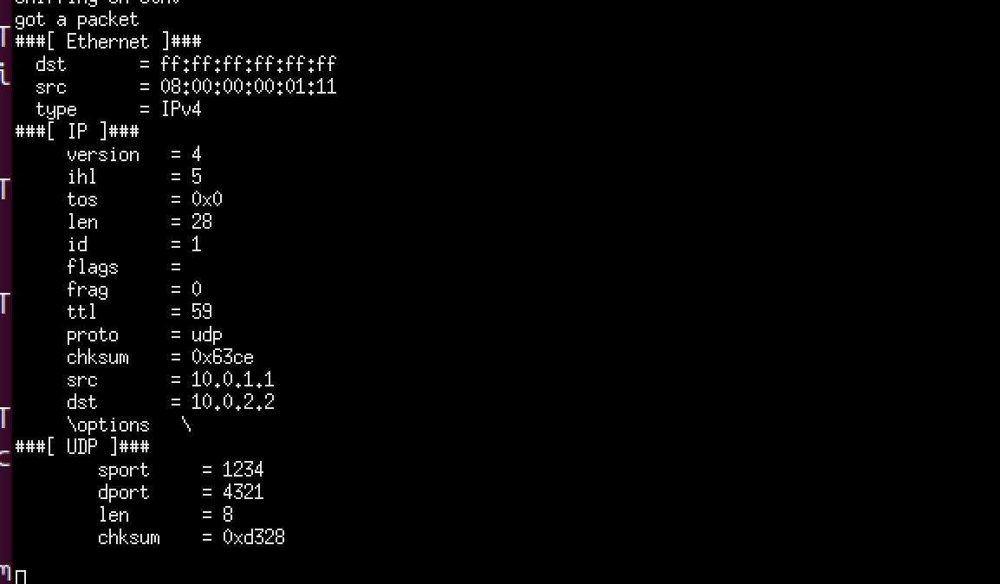 got a packet
###[ Ethernet ]###
  dst       = ff:ff:ff:ff:ff:ff
  src       = 08:00:00:00:01:11
  type      = IPv4
###[ IP ]###
     version   = 4
     ihl       = 5
     tos       = 0x0
     len       = 28
     id        = 1
     flags     =
     frag      = 0
     ttl       = 59
     proto     = udp
     chksum    = 0x63ce
     src       = 10.0.1.1
     dst       = 10.0.2.2
     \options   \
###[ UDP ]###
        sport     = 1234
        dport     = 4321
        len       = 8
        chksum    = 0xd328